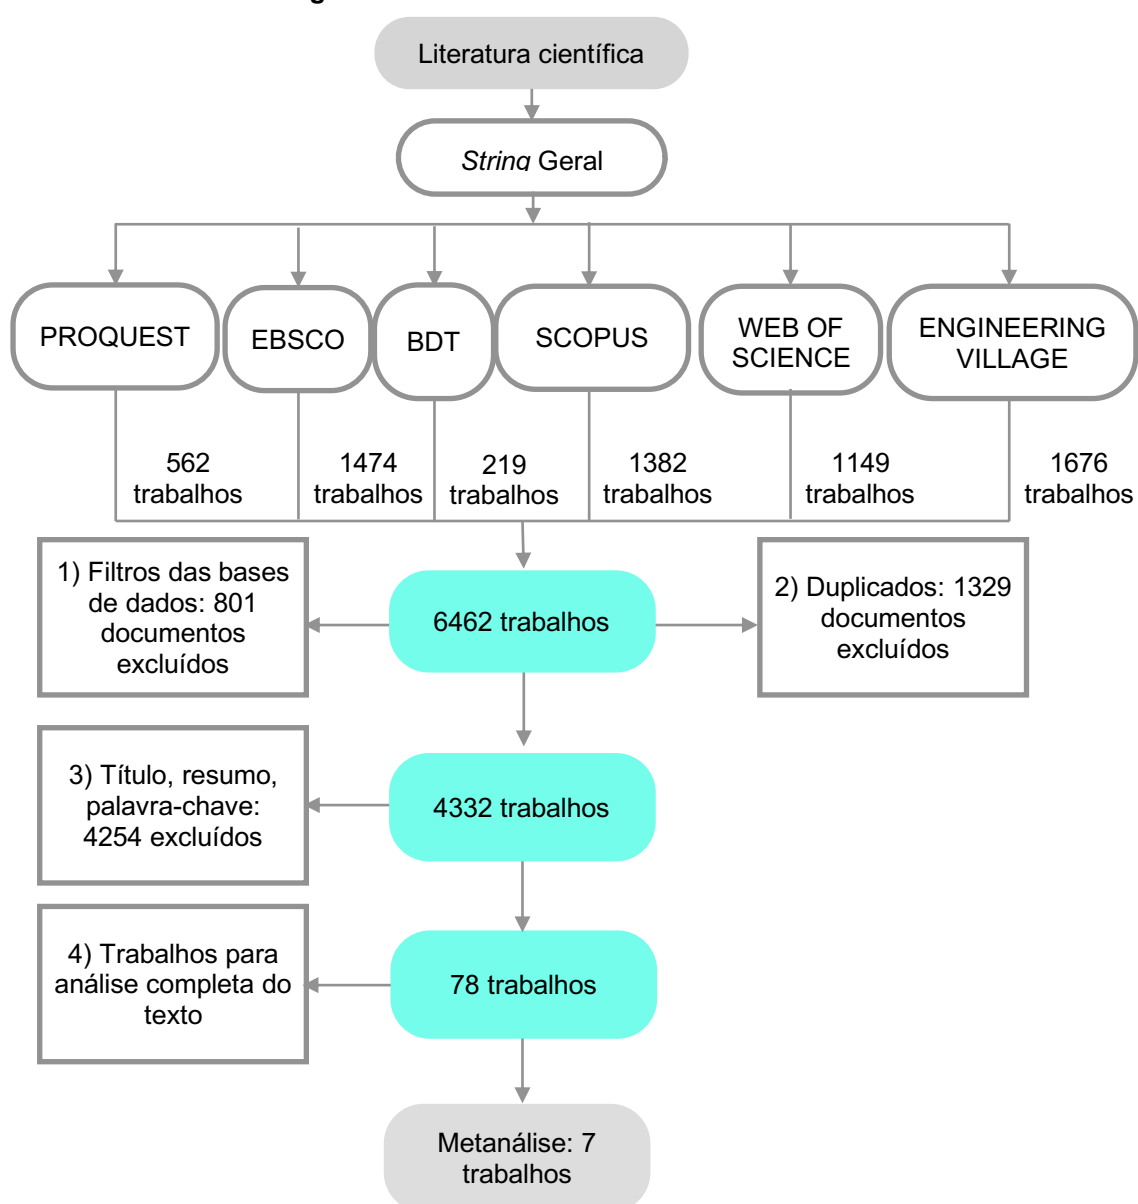 Literatura científica
String Geral
PROQUEST
EBSCO
BDT
SCOPUS
WEB OF
SCIENCE
ENGINEERING
VILLAGE
562
trabalhos
1474
trabalhos
219
trabalhos
1382
trabalhos
1149
trabalhos
1676
trabalhos
1) Filtros das bases
de dados: 801
documentos
excluídos
6462 trabalhos
2) Duplicados: 1329
documentos
excluídos
3) Título, resumo,
palavra-chave:
4254 excluídos
4332 trabalhos
4) Trabalhos para
análise completa do
texto
78 trabalhos
Metanálise: 7
trabalhos